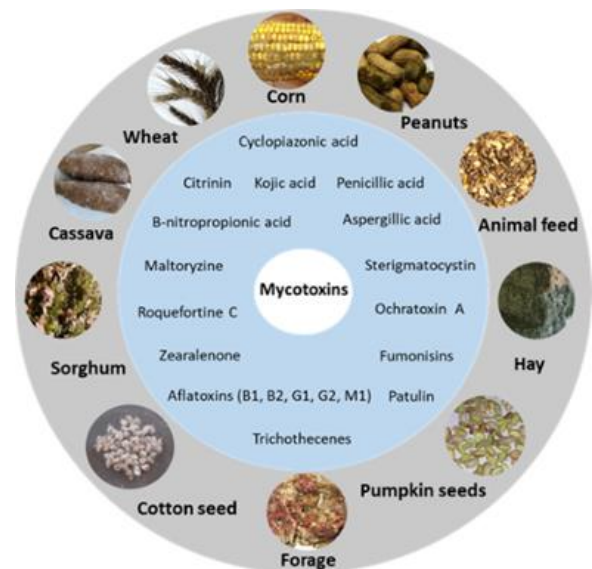 Corn
Wheat
Peanuts
Cyclopiazonic acid
Citrinin
Kojic acid
Penicillic acid
B-nitropropionic acid
Aspergillic acid
Cassava
Animal feed
Maltoryzine
Mycotoxins
Sterigmatocystin
Roquefortine C
Ochratoxin A
Sorghum
Zearalenone
Fumonisins
Hay
Aflatoxins (B1, B2, G1, G2, M1)
Patulin
Trichothecenes
Cotton seed
Pumpkin seeds
Forage